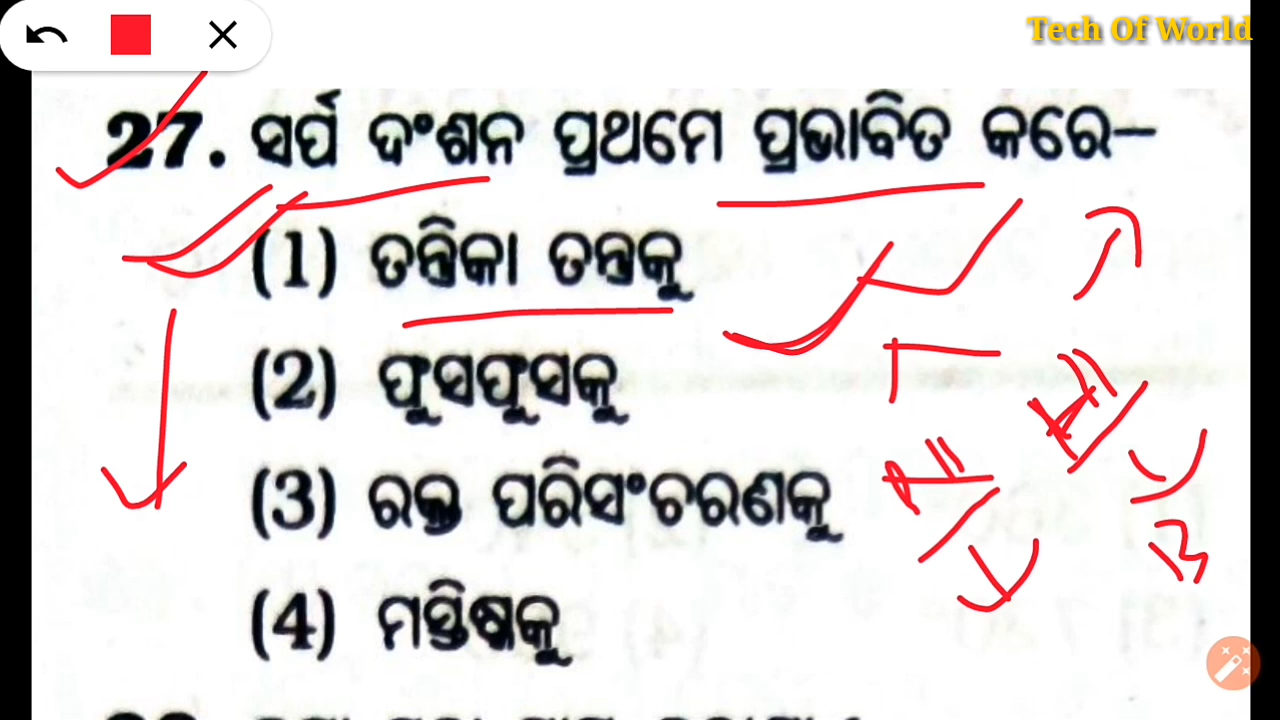 Tech Of World
27. ସର୍ପ ଦଂଶନ ପ୍ରଥମେ ପ୍ରଭାବିତ କରେ–
(1) ତନ୍ତ୍ରିକା ତନ୍ତ୍ରକୁ
(2) ଫୁସଫୁସକୁ
(3) ରକ୍ତ ପରିସଂଚରଣକୁ
(4) ମସ୍ତିଷ୍କକୁ